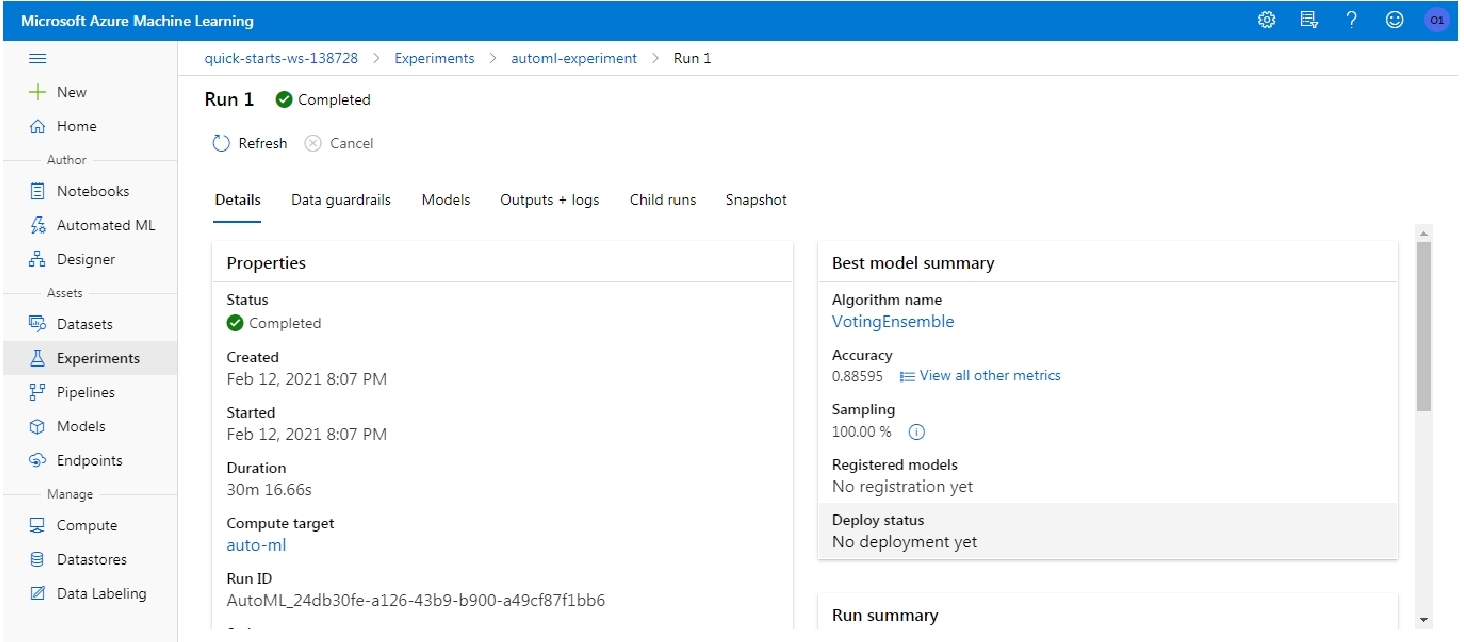 Microsoft Azure Machine Learning
01
New
Home
Author
Notebooks
Automated ML
Designer
Assets
Datasets
Experiments
Pipelines
Models
Endpoints
Manage
Compute
Datastores
Data Labeling
quick-starts-ws-138728 > Experiments > automl-experiment > Run 1
Run 1 Completed
Refresh Cancel
Details Data guardrails Models Outputs + logs Child runs Snapshot
Properties
Status
Completed
Created
Feb 12, 2021 8:07 PM
Started
Feb 12, 2021 8:07 PM
Duration
30m 16.66s
Compute target
auto-ml
Run ID
AutoML_24db30fe-a126-43b9-b900-a49cf87f1bb6
Best model summary
Algorithm name
VotingEnsemble
Accuracy
0.88595 View all other metrics
Sampling
100.00 %
Registered models
No registration yet
Deploy status
No deployment yet
Run summary